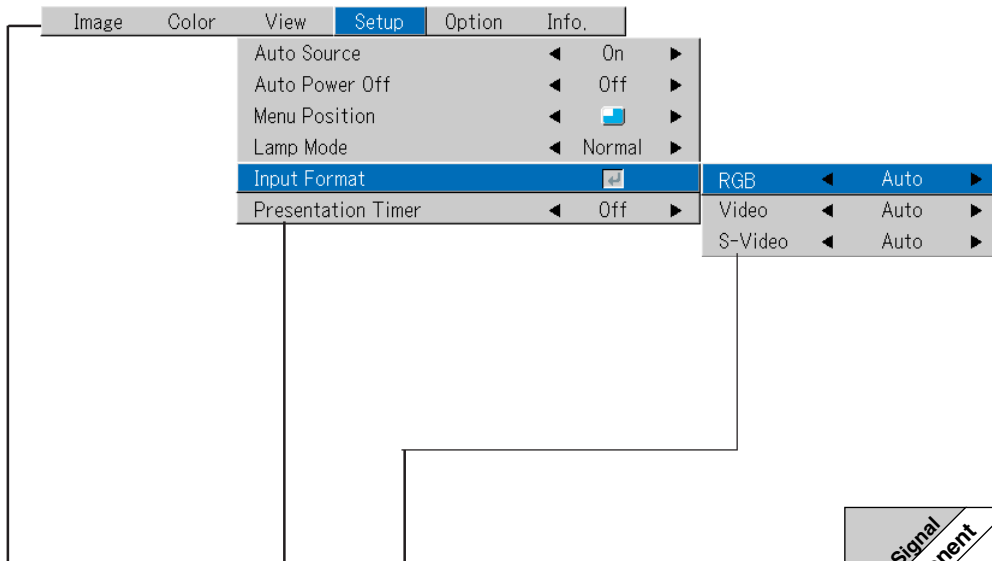 Image Color View Setup Option Info.
Auto Source ◀ On ▶
Auto Power Off ◀ Off ▶
Menu Position ◀ ▶
Lamp Mode ◀ Normal ▶
Input Format
Presentation Timer ◀ Off ▶
RGB ◀ Auto ▶
Video ◀ Auto ▶
S-Video ◀ Auto ▶
Signal